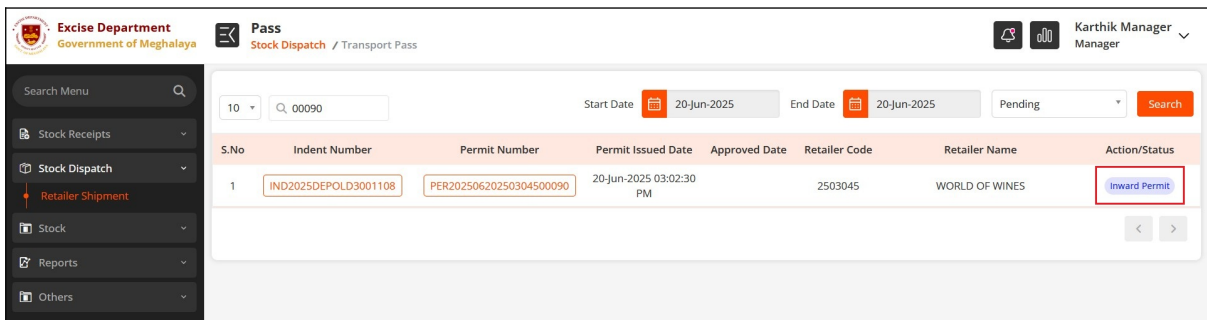 Excise Department
Government of Meghalaya
Pass
Stock Dispatch / Transport Pass
Karthik Manager
Manager
Search Menu
Stock Receipts
Stock Dispatch
Retailer Shipment
Stock
Reports
Others
10
00090
Start Date
20-Jun-2025
End Date
20-Jun-2025
Pending
Search
S.No Indent Number Permit Number Permit Issued Date Approved Date Retailer Code Retailer Name Action/Status
1 IND2025DEPOLD3001108 PER20250620250304500090 20-Jun-2025 03:02:30 PM 2503045 WORLD OF WINES Inward Permit